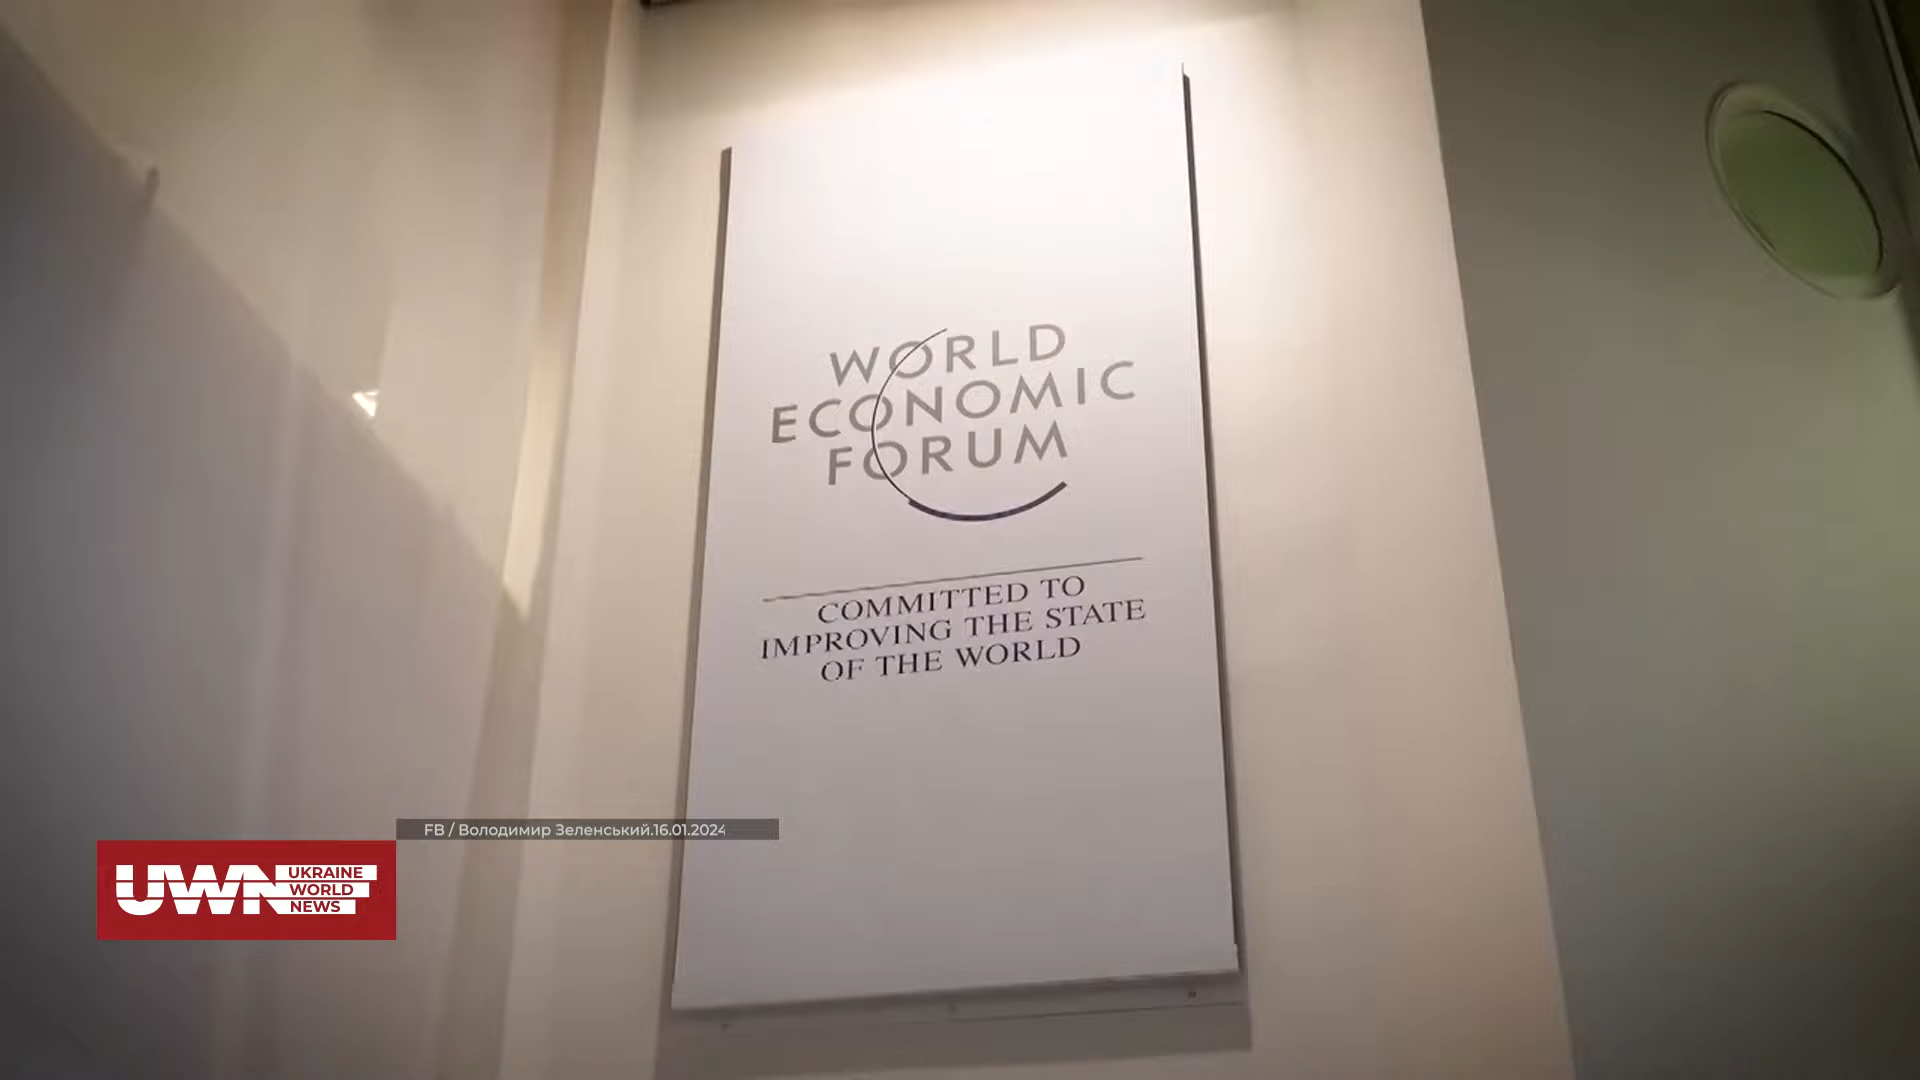 WORLD
ECONOMIC
FORUM
COMMITTED TO
IMPROVING THE STATE
OF THE WORLD
FB / Володимир Зеленський.16.01.2024
UWN UKRAINE
WORLD
NEWS